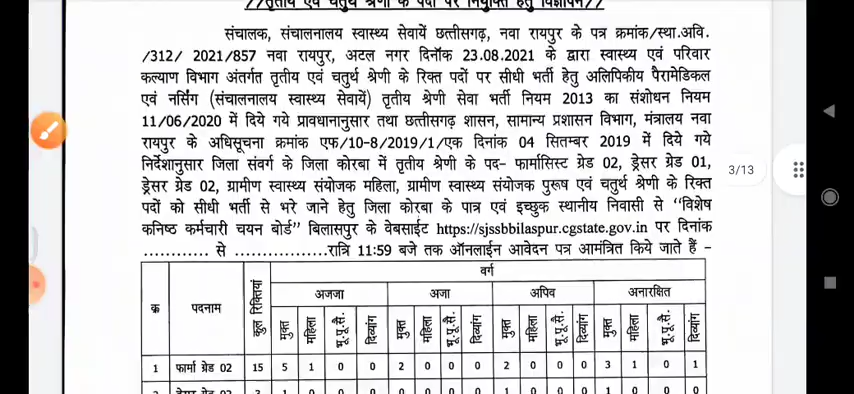 //तृतीय एवं चतुर्थ श्रेणी के पदों पर नियुक्ति हेतु विज्ञापन//
संचालक, संचालनालय स्वास्थ्य सेवायें छत्तीसगढ़, नवा रायपुर के पत्र क्रमांक/स्था.अवि.
/312/ 2021/857 नवा रायपुर, अटल नगर दिनॉक 23.08.2021 के द्वारा स्वास्थ्य एवं परिवार
कल्याण विभाग अंतर्गत तृतीय एवं चतुर्थ श्रेणी के रिक्त पदों पर सीधी भर्ती हेतु अलिपिकीय पैरामेडिकल
एवं नर्सिंग (संचालनालय स्वास्थ्य सेवायें) तृतीय श्रेणी सेवा भर्ती नियम 2013 का संशोधन नियम
11/06/2020 में दिये गये प्रावधानानुसार तथा छत्तीसगढ़ शासन, सामान्य प्रशासन विभाग, मंत्रालय नवा
रायपुर के अधिसूचना क्रमांक एफ/10-8/2019/1/एक दिनांक 04 सितम्बर 2019 में दिये गये
निर्देशानुसार जिला संवर्ग के जिला कोरबा में तृतीय श्रेणी के पद- फार्मासिस्ट ग्रेड 02, ड्रेसर ग्रेड 01,
ड्रेसर ग्रेड 02, ग्रामीण स्वास्थ्य संयोजक महिला, ग्रामीण स्वास्थ्य संयोजक पुरूष एवं चतुर्थ श्रेणी के रिक्त
पदों को सीधी भर्ती से भरे जाने हेतु जिला कोरबा के पात्र एवं इच्छुक स्थानीय निवासी से "विशेष
कनिष्ठ कर्मचारी चयन बोर्ड" बिलासपुर के वेबसाईट https://sjssbbilaspur.cgstate.gov.in पर दिनांक
............ से .................रात्रि 11:59 बजे तक ऑनलाईन आवेदन पत्र आमंत्रित किये जाते हैं -
3/13
वर्ग
क्र पदनाम कुल रिक्तियां अजजा अजा अपिव अनारक्षित
मुक्त महिला भू.पू.सै. दिव्यांग मुक्त महिला भू.पू.सै. दिव्यांग मुक्त महिला भू.पू.सै. दिव्यांग मुक्त महिला भू.पू.सै. दिव्यांग
1 फार्मा ग्रेड 02 15 5 1 0 0 2 0 0 0 2 0 0 0 3 1 0 1